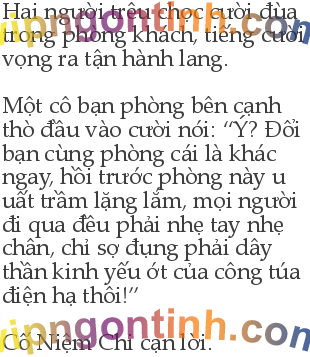 Hai người trêu chọc cười đùa
trong phòng khách, tiếng cười
vọng ra tận hành lang.
Một cô bạn phòng bên cạnh
thò đầu vào cười nói: “Ý? Đổi
bạn cùng phòng cái là khác
ngay, hồi trước phòng này u
uất trầm lặng lắm, mọi người
đi qua đều phải nhẹ tay nhẹ
chân, chỉ sợ đụng phải dây
thần kinh yếu ớt của công túa
điện hạ thôi!”
vipngontinh.com
Cố Niệm Chi cạn lời.